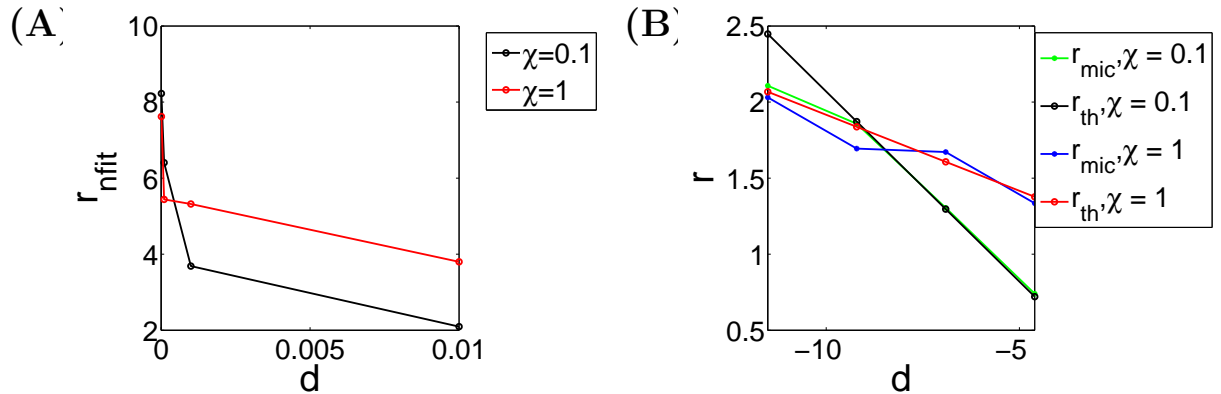 (A)
10
8
6
4
2
r_nfit
0
0.005
0.01
d
χ=0.1
χ=1
(B)
2.5
2
1.5
1
0.5
r
−10
−5
d
r_mic,χ = 0.1
r_th,χ = 0.1
r_mic,χ = 1
r_th,χ = 1